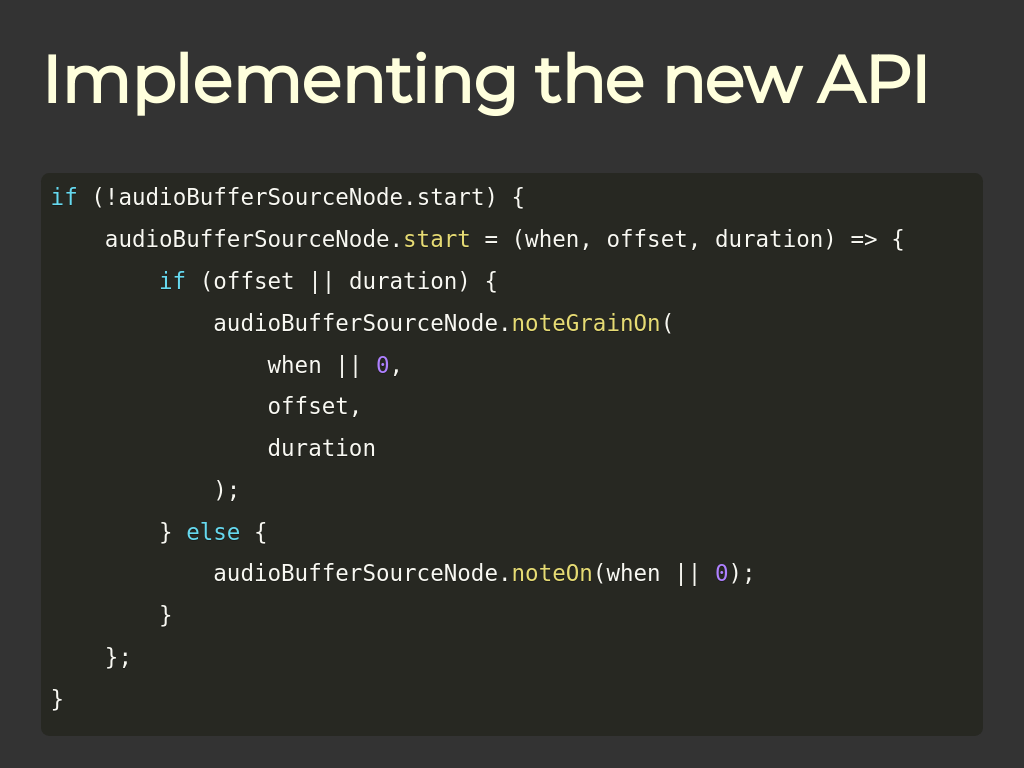 Implementing the new API
if (!audioBufferSourceNode.start) {
    audioBufferSourceNode.start = (when, offset, duration) => {
        if (offset || duration) {
            audioBufferSourceNode.noteGrainOn(
                when || 0,
                offset,
                duration
            );
        } else {
            audioBufferSourceNode.noteOn(when || 0);
        }
    };
}